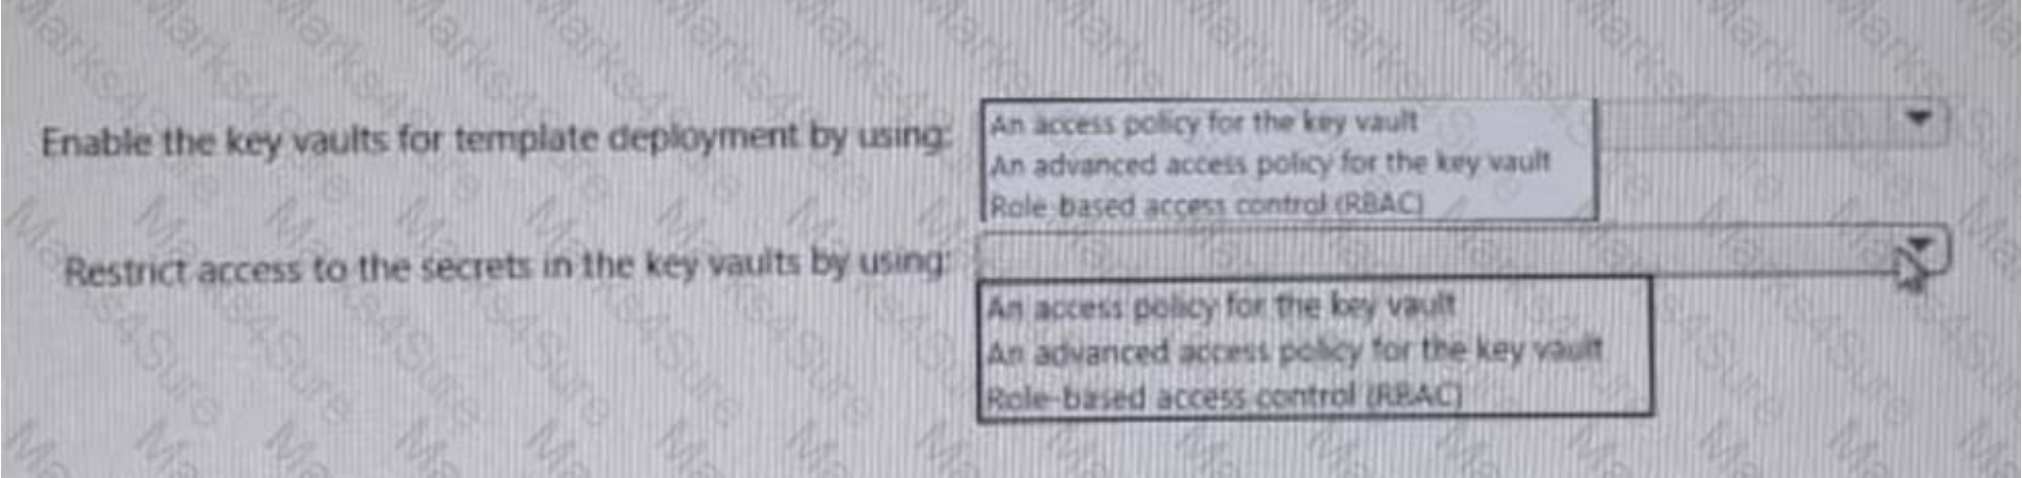 Enable the key vaults for template deployment by using:
An access policy for the key vault
An advanced access policy for the key vault
Role-based access control (RBAC)
Restrict access to the secrets in the key vaults by using:
An access policy for the key vault
An advanced access policy for the key vault
Role-based access control (RBAC)
Marks4Sure